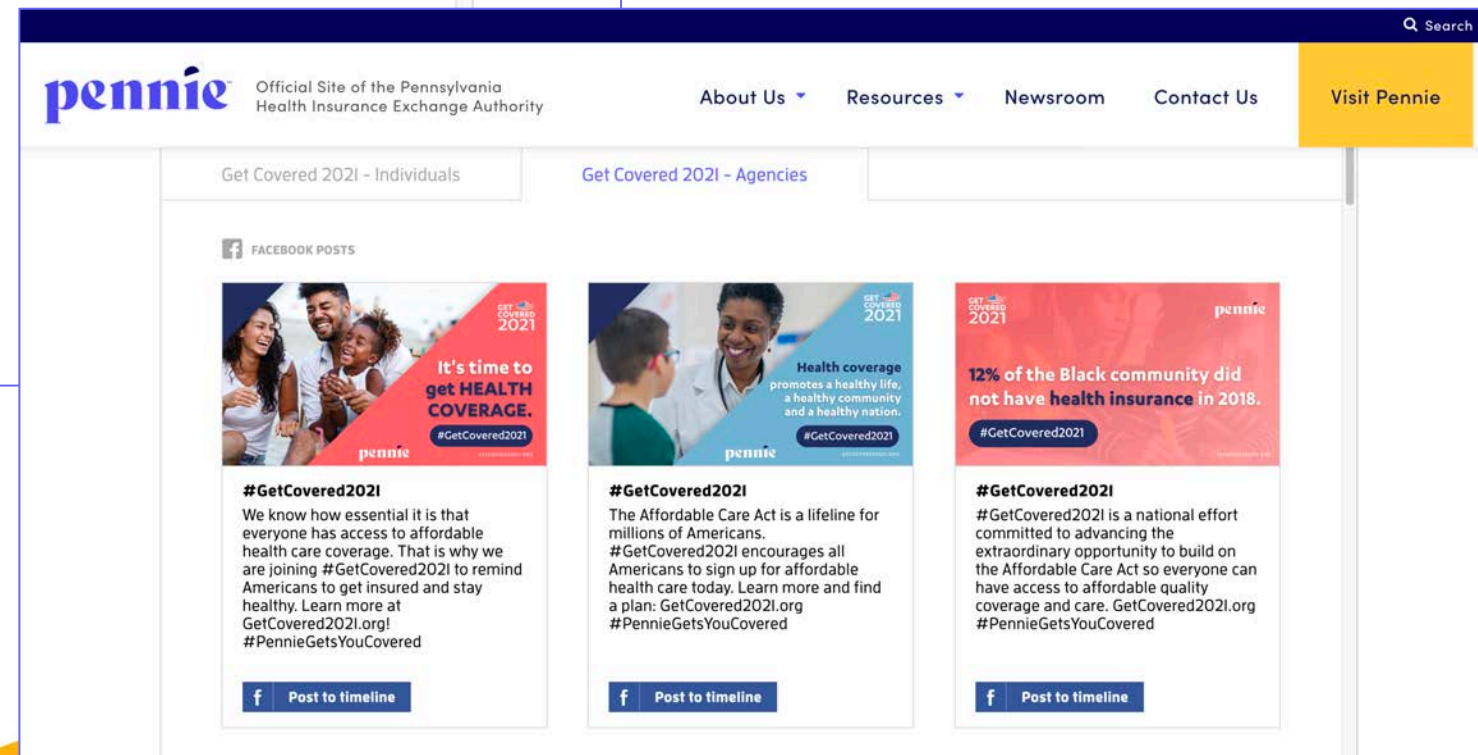 Search
pennie
Official Site of the Pennsylvania
Health Insurance Exchange Authority
About Us
Resources
Newsroom
Contact Us
Visit Pennie
Get Covered 2021 - Individuals
Get Covered 2021 - Agencies
FACEBOOK POSTS
GET
COVERED
2021
It's time to
get HEALTH
COVERAGE.
#GetCovered2021
pennie
#GetCovered2021
We know how essential it is that
everyone has access to affordable
health care coverage. That is why we
are joining #GetCovered2021 to remind
Americans to get insured and stay
healthy. Learn more at
GetCovered2021.org!
#PennieGetsYouCovered
Post to timeline
GET
COVERED
2021
Health coverage
promotes a healthy life,
a healthy community
and a healthy nation.
#GetCovered2021
pennie
#GetCovered2021
The Affordable Care Act is a lifeline for
millions of Americans.
#GetCovered2021 encourages all
Americans to sign up for affordable
health care today. Learn more and find
a plan: GetCovered2021.org
#PennieGetsYouCovered
Post to timeline
GET
COVERED
2021
pennie
12% of the Black community did
not have health insurance in 2018.
#GetCovered2021
#GetCovered2021
#GetCovered2021 is a national effort
committed to advancing the
extraordinary opportunity to build on
the Affordable Care Act so everyone can
have access to affordable quality
coverage and care. GetCovered2021.org
#PennieGetsYouCovered
Post to timeline